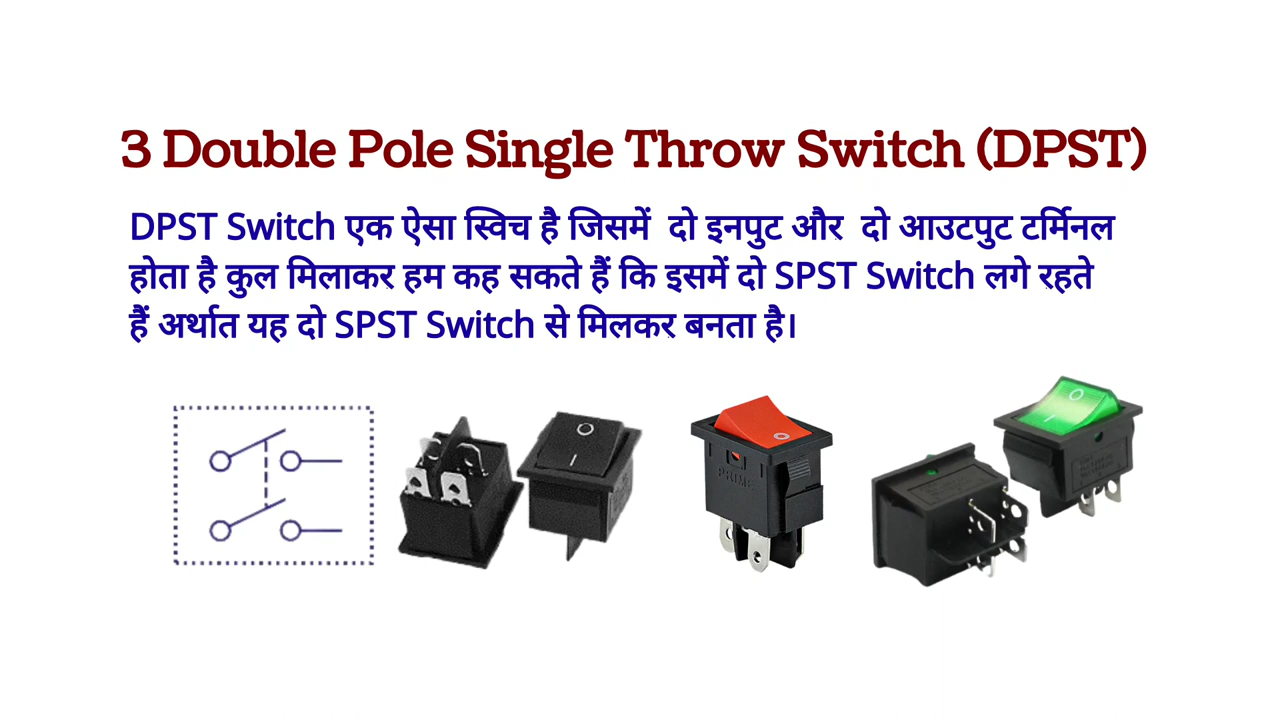 3 Double Pole Single Throw Switch (DPST)
DPST Switch एक ऐसा स्विच है जिसमें दो इनपुट और दो आउटपुट टर्मिनल
होता है कुल मिलाकर हम कह सकते हैं कि इसमें दो SPST Switch लगे रहते
हैं अर्थात यह दो SPST Switch से मिलकर बनता है।